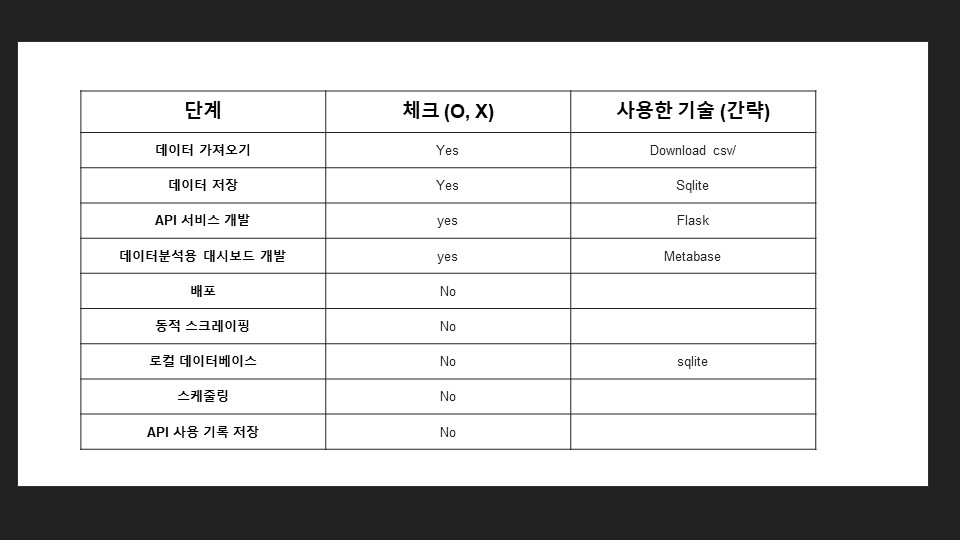 단계 체크 (O, X) 사용한 기술 (간략)
데이터 가져오기 Yes Download csv/
데이터 저장 Yes Sqlite
API 서비스 개발 yes Flask
데이터분석용 대시보드 개발 yes Metabase
배포 No
동적 스크레이핑 No
로컬 데이터베이스 No sqlite
스케줄링 No
API 사용 기록 저장 No